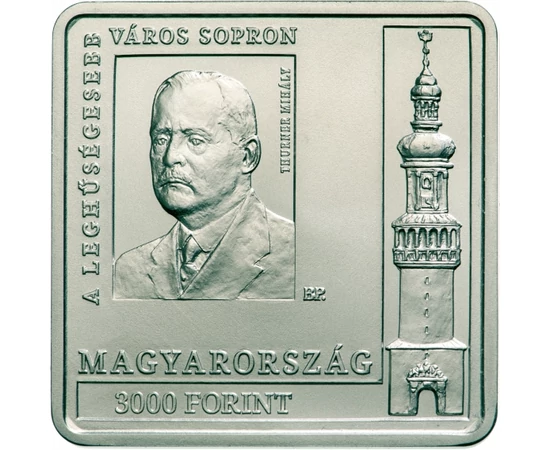 A LEGHŰSÉGESEBB
VÁROS SOPRON
THURNER MIHÁLY
BP.
MAGYARORSZÁG
3000 FORINT